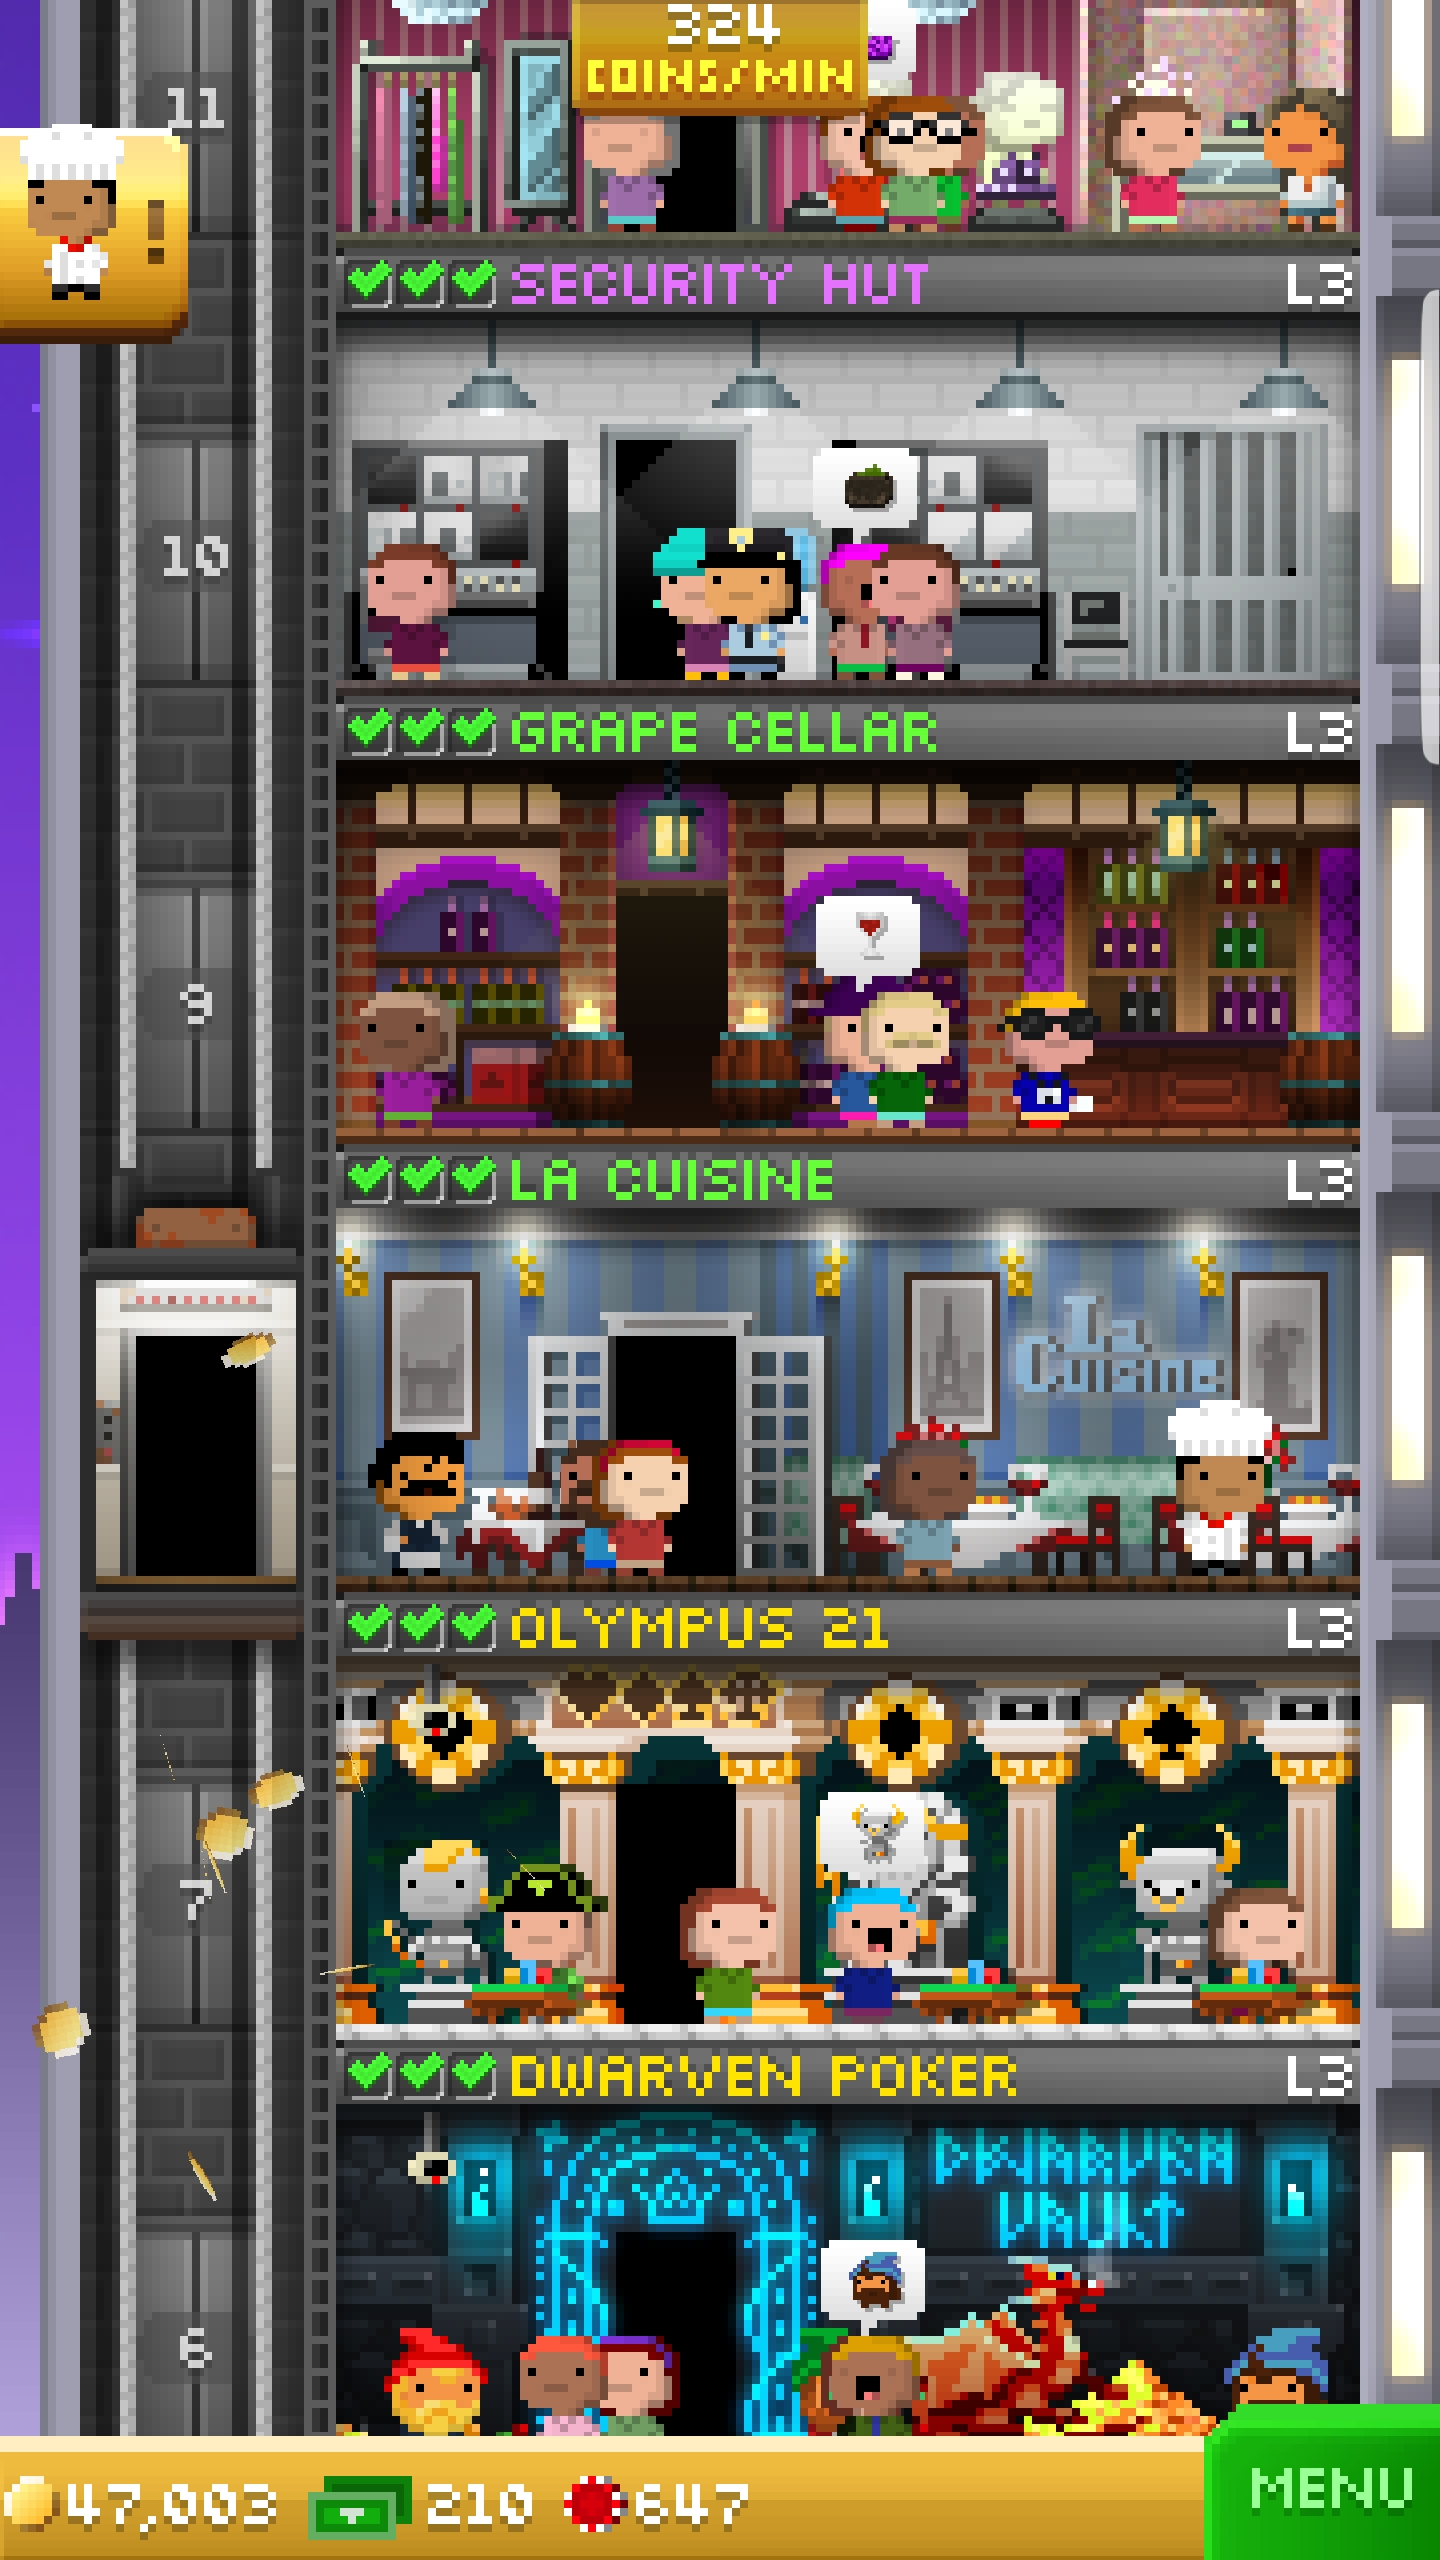 324
COINS/MIN
11
!
SECURITY HUT L3
10
GRAPE CELLAR L3
9
LA CUISINE L3
La
Cuisine
OLYMPUS 21 L3
7
DWARVEN POKER L3
DWARVEN
VAULT
6
47,003 210 647
MENU